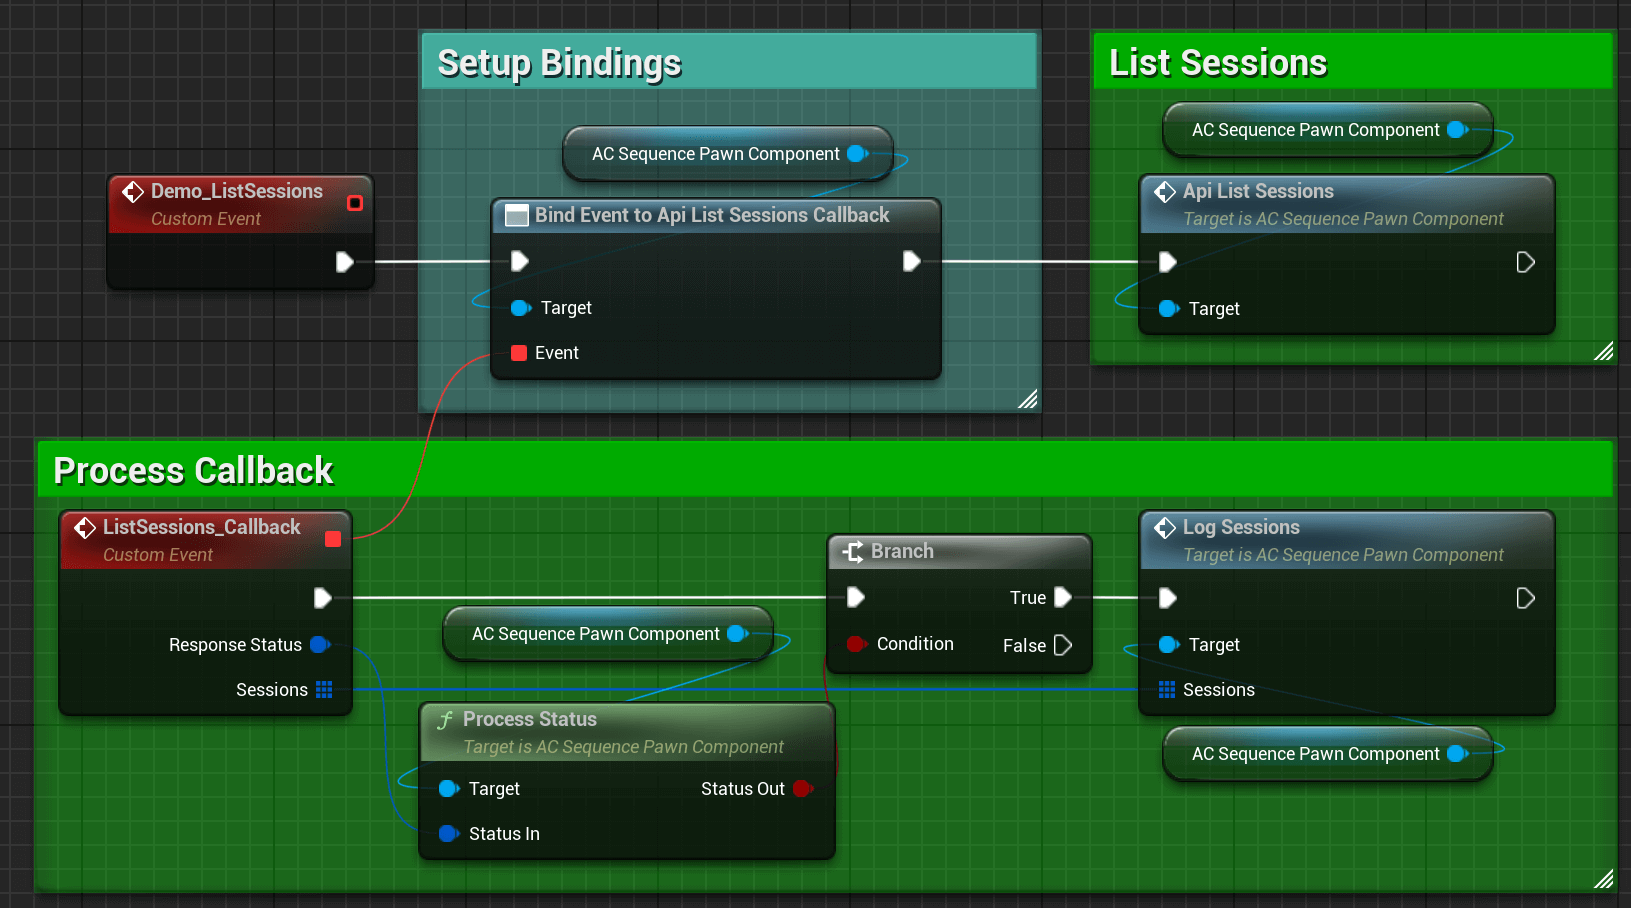 Setup Bindings
List Sessions
AC Sequence Pawn Component
AC Sequence Pawn Component
Demo_ListSessions
Custom Event
Bind Event to Api List Sessions Callback
Target
Event
Api List Sessions
Target is AC Sequence Pawn Component
Target
Process Callback
ListSessions_Callback
Custom Event
Response Status
Sessions
AC Sequence Pawn Component
Branch
True
Condition
False
Log Sessions
Target is AC Sequence Pawn Component
Target
Sessions
AC Sequence Pawn Component
Process Status
Target is AC Sequence Pawn Component
Target
Status Out
Status In